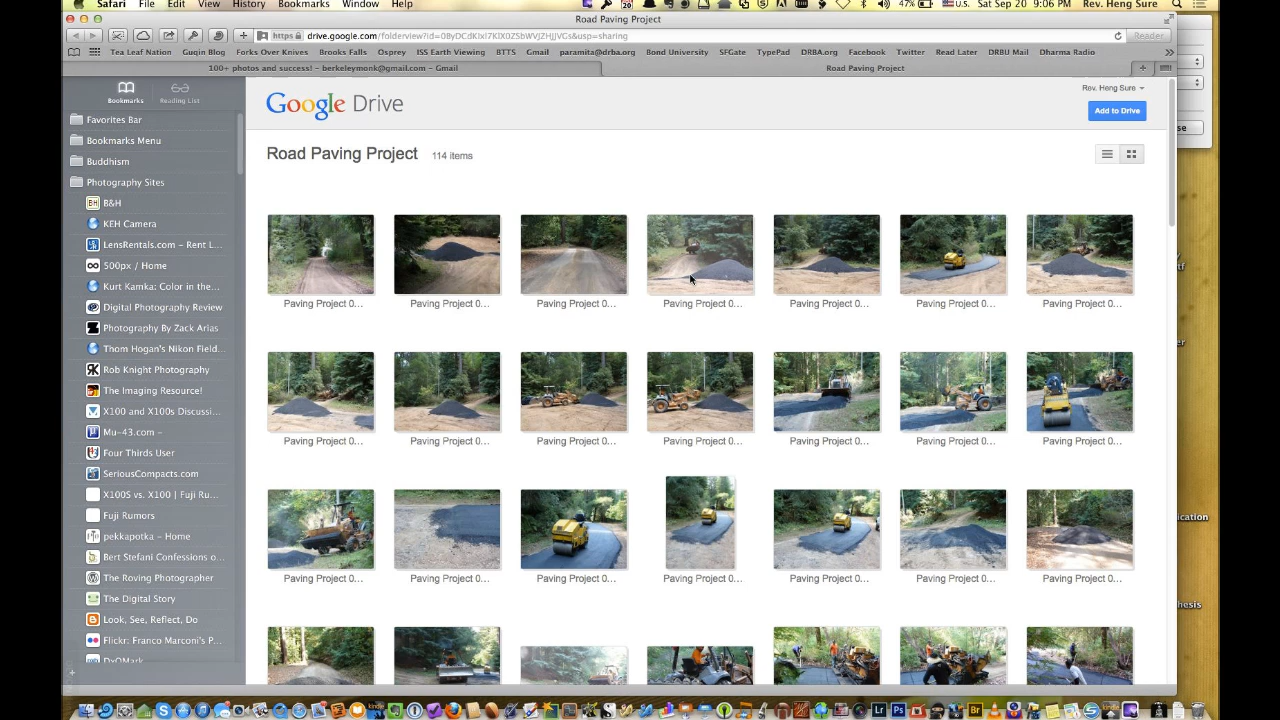 Safari File Edit View History Bookmarks Window Help 47% U.S. Sat Sep 20 9:06 PM Rev. Heng Sure
Road Paving Project
Reader
Tea Leaf Nation Guqin Blog Forks Over Knives Brooks Falls Osprey ISS Earth Viewing BTTS Gmail paramita@drba.org Bond University SFGate TypePad DRBA.org Facebook Twitter Read Later DRBU Mail Dharma Radio
100+ photos and success! – berkeleymonk@gmail.com – Gmail Road Paving Project
Bookmarks Reading List
Rev. Heng Sure
Google Drive
Add to Drive
Road Paving Project 114 items
Favorites Bar
Bookmarks Menu
Buddhism
Photography Sites
B&H
KEH Camera
LensRentals.com – Rent L...
500px / Home
Kurt Kamka: Color in the...
Digital Photography Review
Photography By Zack Arias
Thom Hogan's Nikon Field...
Rob Knight Photography
The Imaging Resource!
X100 and X100s Discussi...
Mu-43.com –
Four Thirds User
SeriousCompacts.com
X100S vs. X100 | Fuji Ru...
Fuji Rumors
pekkapotka – Home
Bert Stefani Confessions o...
The Roving Photographer
The Digital Story
Look, See, Reflect, Do
Flickr: Franco Marconi's P...
DxOMark
Paving Project 0... Paving Project 0... Paving Project 0... Paving Project 0... Paving Project 0... Paving Project 0... Paving Project 0...
Paving Project 0... Paving Project 0... Paving Project 0... Paving Project 0... Paving Project 0... Paving Project 0... Paving Project 0...
Paving Project 0... Paving Project 0... Paving Project 0... Paving Project 0... Paving Project 0... Paving Project 0... Paving Project 0...